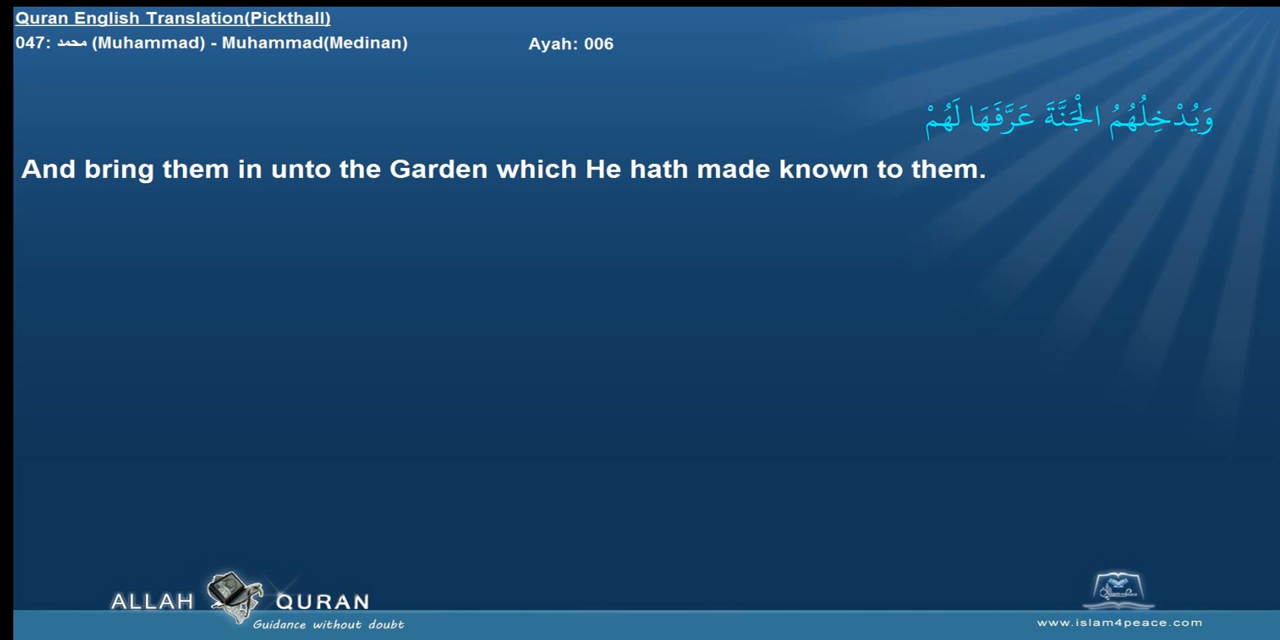 Quran English Translation(Pickthall)
047: محمد (Muhammad) - Muhammad(Medinan)
Ayah: 006
وَيُدْخِلُهُمُ الْجَنَّةَ عَرَّفَهَا لَهُمْ
And bring them in unto the Garden which He hath made known to them.
ALLAH QURAN
Guidance without doubt
www.islam4peace.com